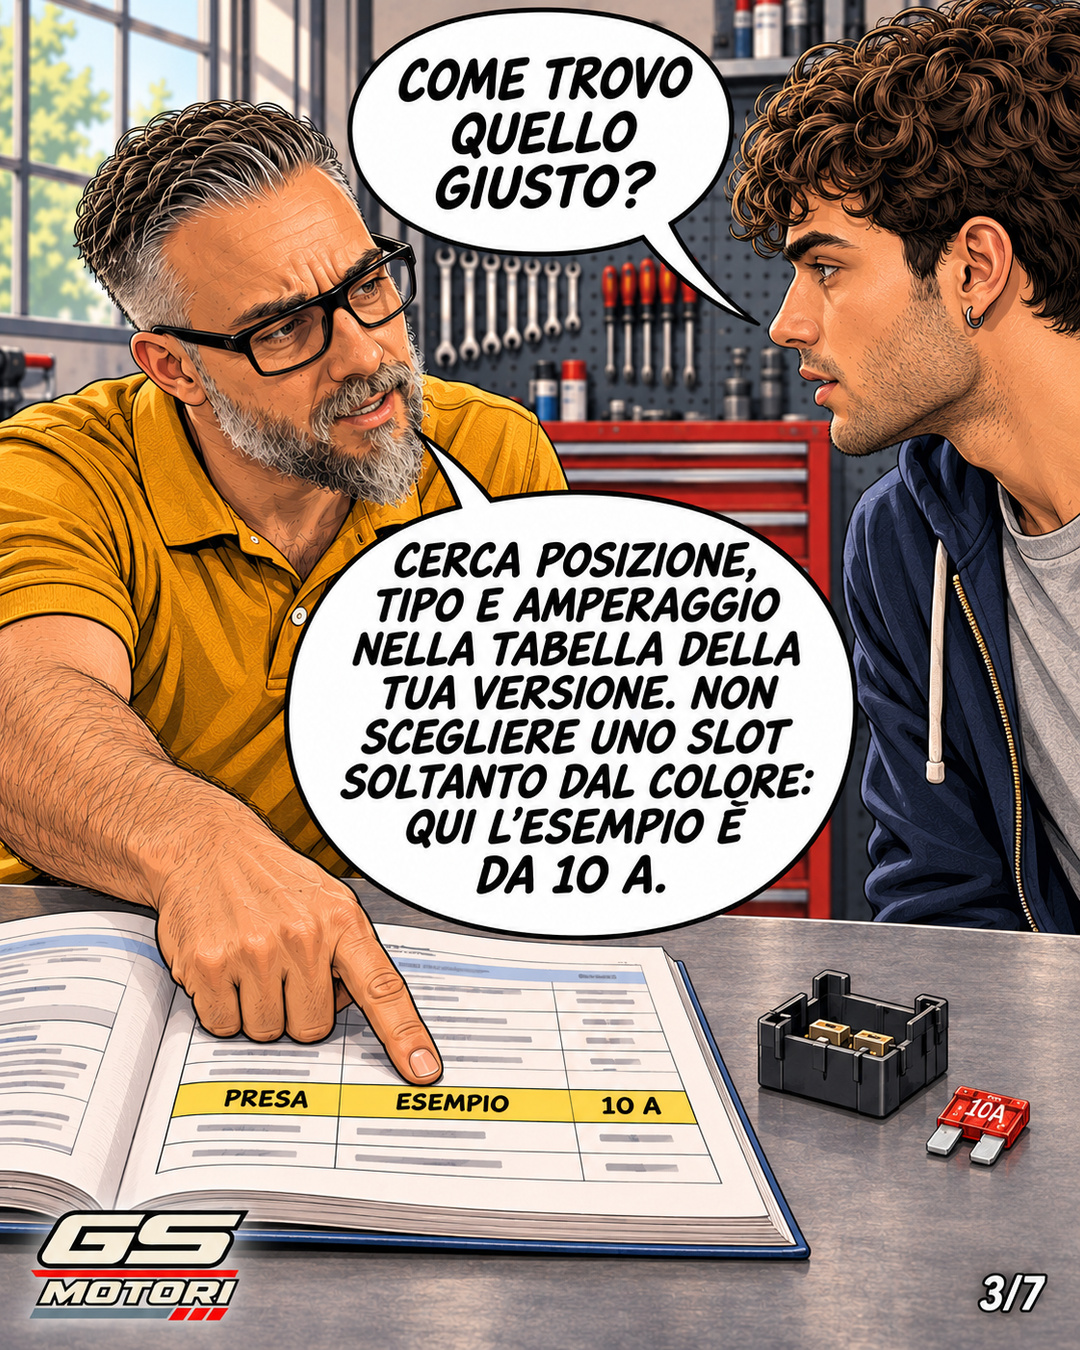 COME TROVO
QUELLO
GIUSTO?
CERCA POSIZIONE,
TIPO E AMPERAGGIO
NELLA TABELLA DELLA
TUA VERSIONE. NON
SCEGLIERE UNO SLOT
SOLTANTO DAL COLORE:
QUI L'ESEMPIO È
DA 10 A.
PRESA ESEMPIO 10 A
10A
GS
MOTORI
3/7